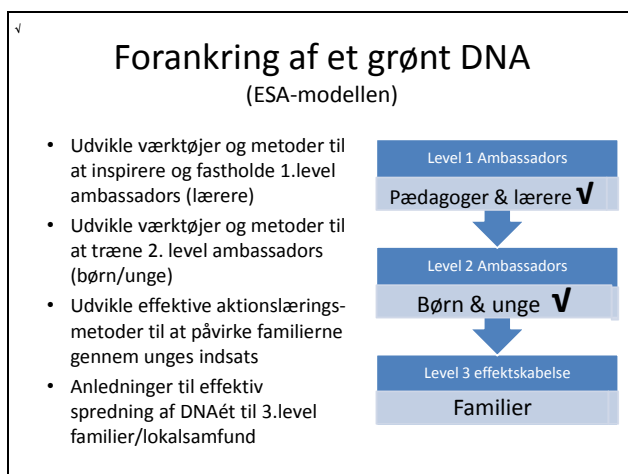 √
Forankring af et grønt DNA
(ESA-modellen)
• Udvikle værktøjer og metoder til
at inspirere og fastholde 1.level
ambassadors (lærere)
• Udvikle værktøjer og metoder til
at træne 2. level ambassadors
(børn/unge)
• Udvikle effektive aktionslærings-
metoder til at påvirke familierne
gennem unges indsats
• Anledninger til effektiv
spredning af DNAét til 3.level
familier/lokalsamfund
Level 1 Ambassadors
Pædagoger & lærere √
Level 2 Ambassadors
Børn & unge √
Level 3 effektskabelse
Familier